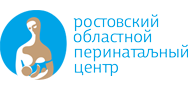 ростовский
областной
перинатальный
центр